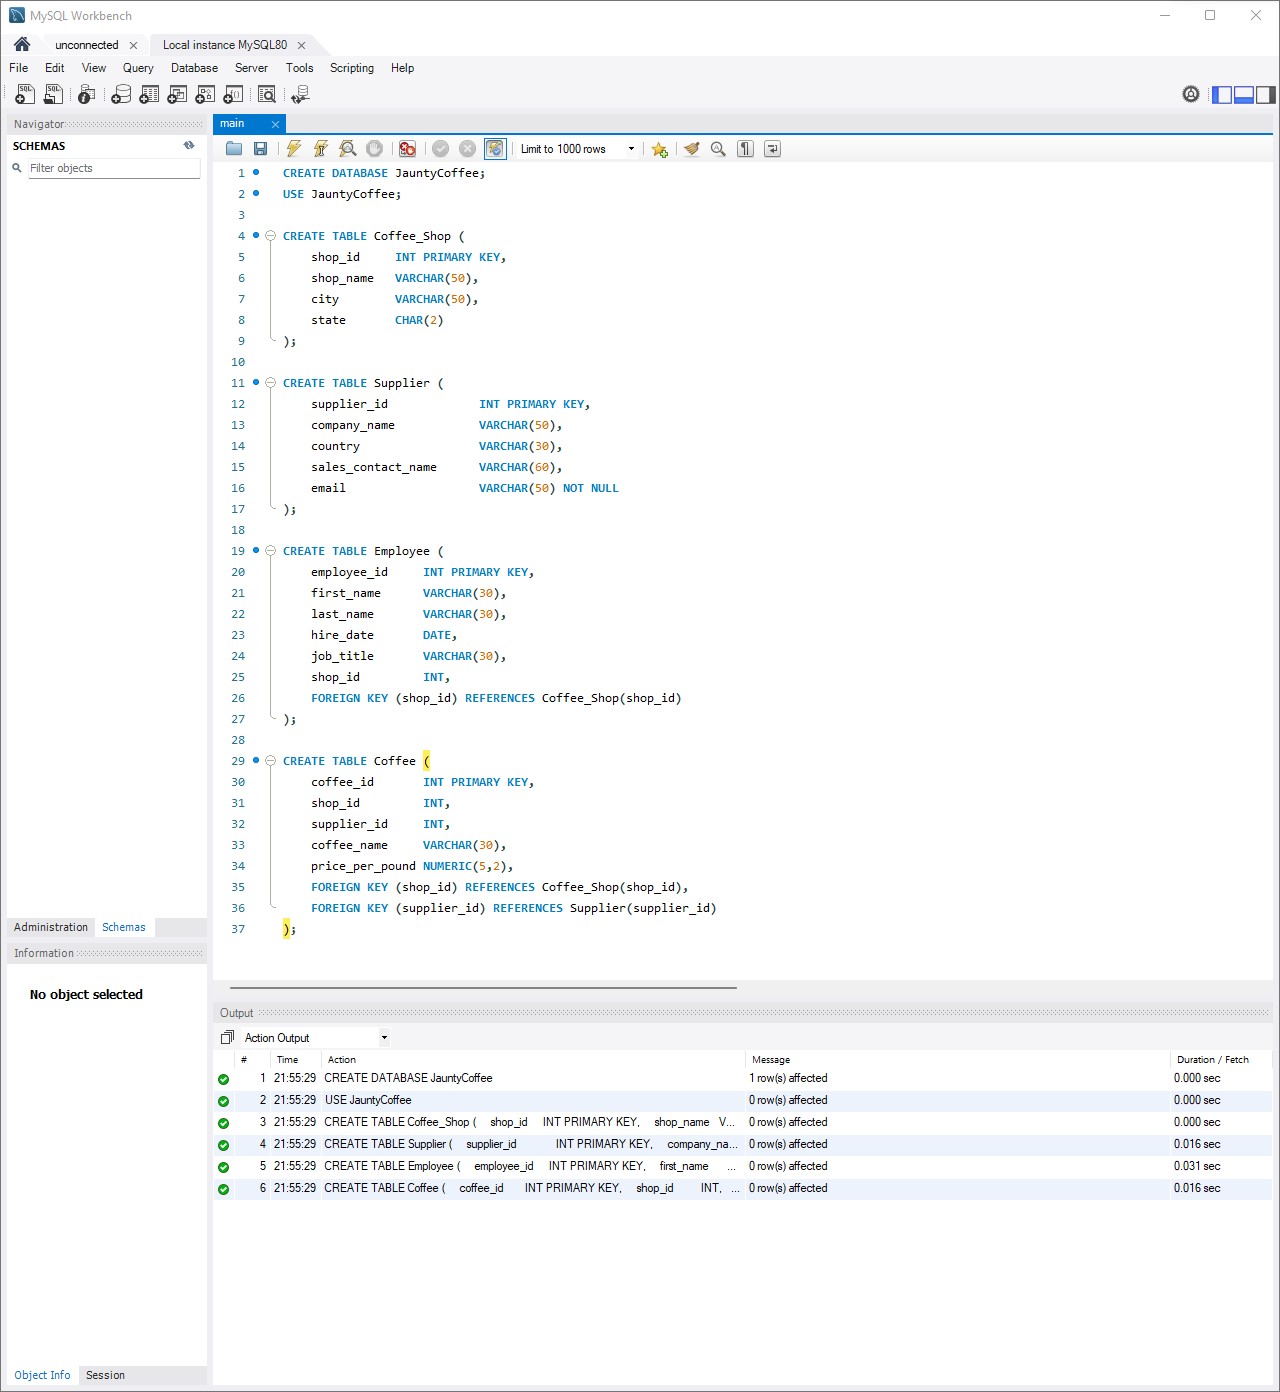 MySQL Workbench
unconnected
Local instance MySQL80
File Edit View Query Database Server Tools Scripting Help
Navigator
SCHEMAS
Filter objects
Administration Schemas
Information
No object selected
Object Info Session
main
Limit to 1000 rows
1 CREATE DATABASE JauntyCoffee;
2 USE JauntyCoffee;
3
4 CREATE TABLE Coffee_Shop (
5 shop_id INT PRIMARY KEY,
6 shop_name VARCHAR(50),
7 city VARCHAR(50),
8 state CHAR(2)
9 );
10
11 CREATE TABLE Supplier (
12 supplier_id INT PRIMARY KEY,
13 company_name VARCHAR(50),
14 country VARCHAR(30),
15 sales_contact_name VARCHAR(60),
16 email VARCHAR(50) NOT NULL
17 );
18
19 CREATE TABLE Employee (
20 employee_id INT PRIMARY KEY,
21 first_name VARCHAR(30),
22 last_name VARCHAR(30),
23 hire_date DATE,
24 job_title VARCHAR(30),
25 shop_id INT,
26 FOREIGN KEY (shop_id) REFERENCES Coffee_Shop(shop_id)
27 );
28
29 CREATE TABLE Coffee (
30 coffee_id INT PRIMARY KEY,
31 shop_id INT,
32 supplier_id INT,
33 coffee_name VARCHAR(30),
34 price_per_pound NUMERIC(5,2),
35 FOREIGN KEY (shop_id) REFERENCES Coffee_Shop(shop_id),
36 FOREIGN KEY (supplier_id) REFERENCES Supplier(supplier_id)
37 );
Output
Action Output
# Time Action Message Duration / Fetch
1 21:55:29 CREATE DATABASE JauntyCoffee 1 row(s) affected 0.000 sec
2 21:55:29 USE JauntyCoffee 0 row(s) affected 0.000 sec
3 21:55:29 CREATE TABLE Coffee_Shop ( shop_id INT PRIMARY KEY, shop_name V... 0 row(s) affected 0.000 sec
4 21:55:29 CREATE TABLE Supplier ( supplier_id INT PRIMARY KEY, company_na... 0 row(s) affected 0.016 sec
5 21:55:29 CREATE TABLE Employee ( employee_id INT PRIMARY KEY, first_name ... 0 row(s) affected 0.031 sec
6 21:55:29 CREATE TABLE Coffee ( coffee_id INT PRIMARY KEY, shop_id INT, ... 0 row(s) affected 0.016 sec